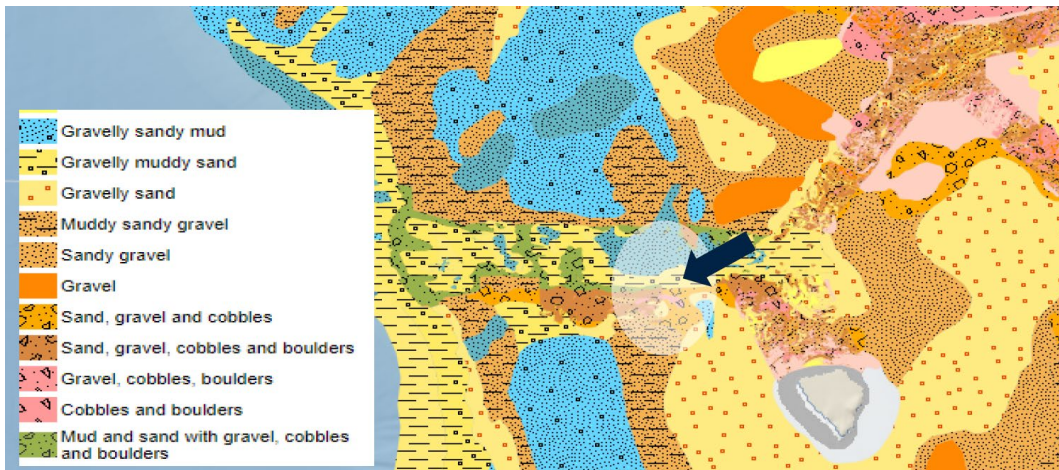 Gravelly sandy mud
Gravelly muddy sand
Gravelly sand
Muddy sandy gravel
Sandy gravel
Gravel
Sand, gravel and cobbles
Sand, gravel, cobbles and boulders
Gravel, cobbles, boulders
Cobbles and boulders
Mud and sand with gravel, cobbles
and boulders